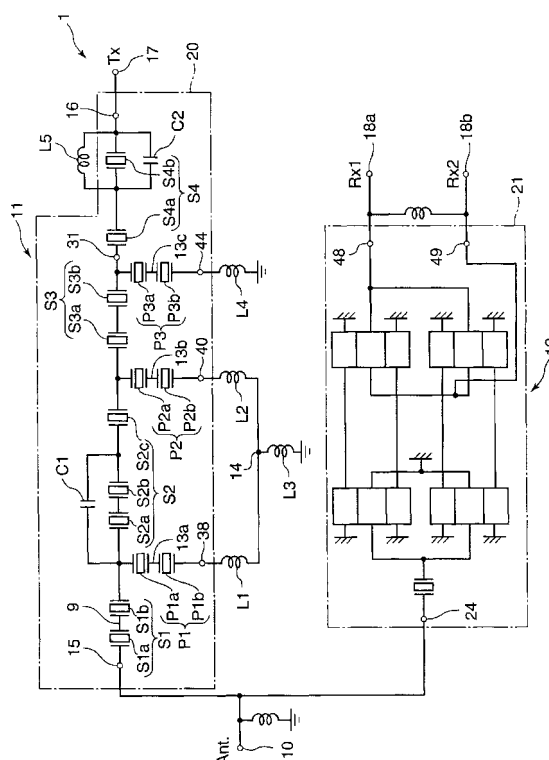 1
11
Tx
17
20
16
L5
C2
S4b
S4a
S4
31
S3
S3b
S3a
13c
44
P3a
P3b
P3
L4
13b
40
P2a
P2b
P2
L2
14
L3
C1
S2c
S2b
S2a
S2
13a
38
P1a
P1b
P1
L1
9
S1b
S1a
S1
15
Ant.
10
Rx1
18a
Rx2
18b
21
48
49
24